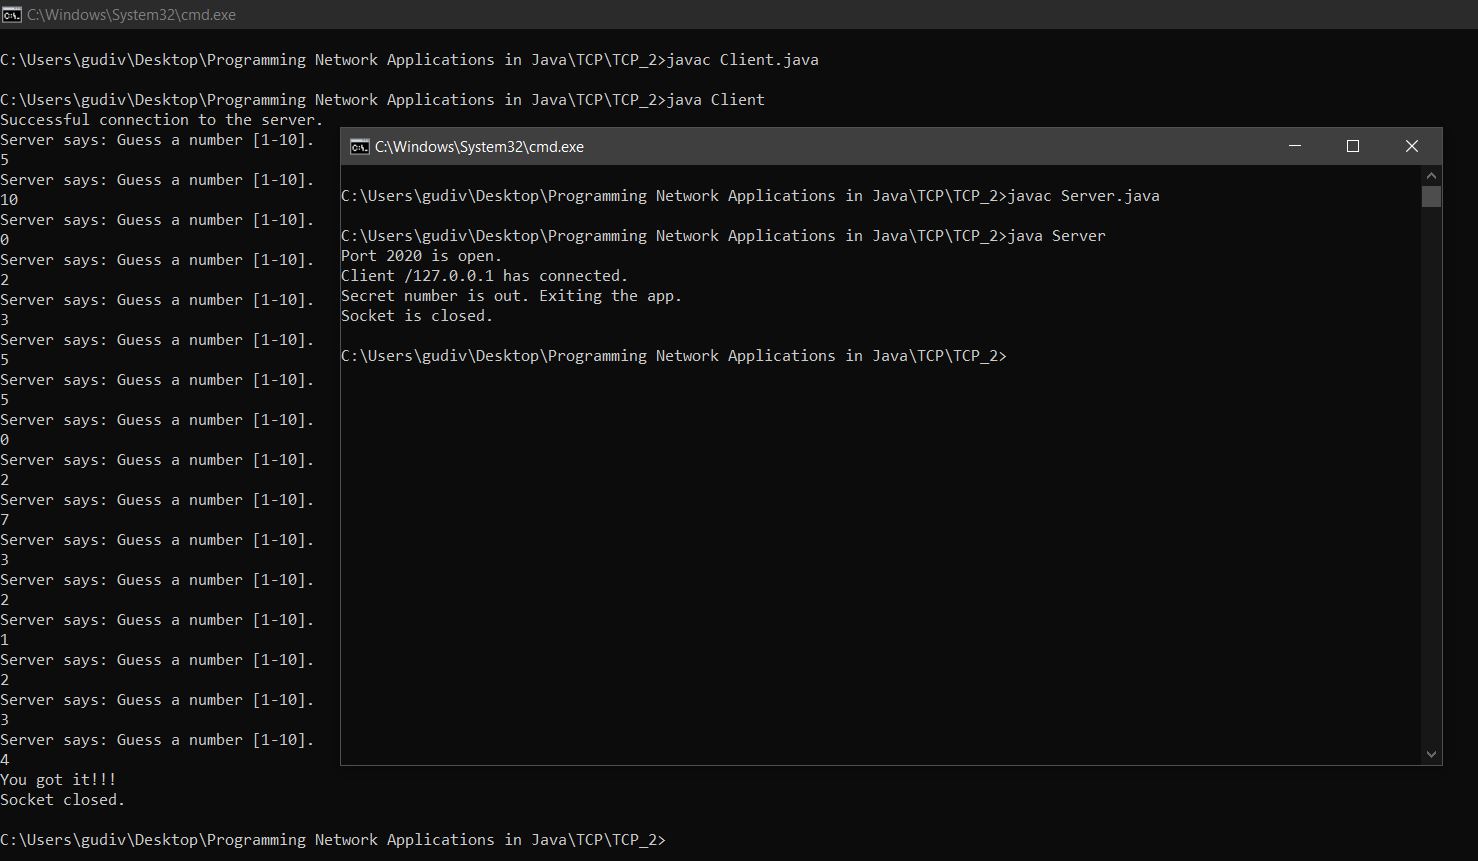 C:\Windows\System32\cmd.exe
C:\Users\gudiv\Desktop\Programming Network Applications in Java\TCP\TCP_2>javac Client.java
C:\Users\gudiv\Desktop\Programming Network Applications in Java\TCP\TCP_2>java Client
Successful connection to the server.
Server says: Guess a number [1-10].
5
Server says: Guess a number [1-10].
10
Server says: Guess a number [1-10].
0
Server says: Guess a number [1-10].
2
Server says: Guess a number [1-10].
3
Server says: Guess a number [1-10].
5
Server says: Guess a number [1-10].
5
Server says: Guess a number [1-10].
0
Server says: Guess a number [1-10].
2
Server says: Guess a number [1-10].
7
Server says: Guess a number [1-10].
3
Server says: Guess a number [1-10].
2
Server says: Guess a number [1-10].
1
Server says: Guess a number [1-10].
2
Server says: Guess a number [1-10].
3
Server says: Guess a number [1-10].
4
You got it!!!
Socket closed.
C:\Users\gudiv\Desktop\Programming Network Applications in Java\TCP\TCP_2>
C:\Windows\System32\cmd.exe
C:\Users\gudiv\Desktop\Programming Network Applications in Java\TCP\TCP_2>javac Server.java
C:\Users\gudiv\Desktop\Programming Network Applications in Java\TCP\TCP_2>java Server
Port 2020 is open.
Client /127.0.0.1 has connected.
Secret number is out. Exiting the app.
Socket is closed.
C:\Users\gudiv\Desktop\Programming Network Applications in Java\TCP\TCP_2>